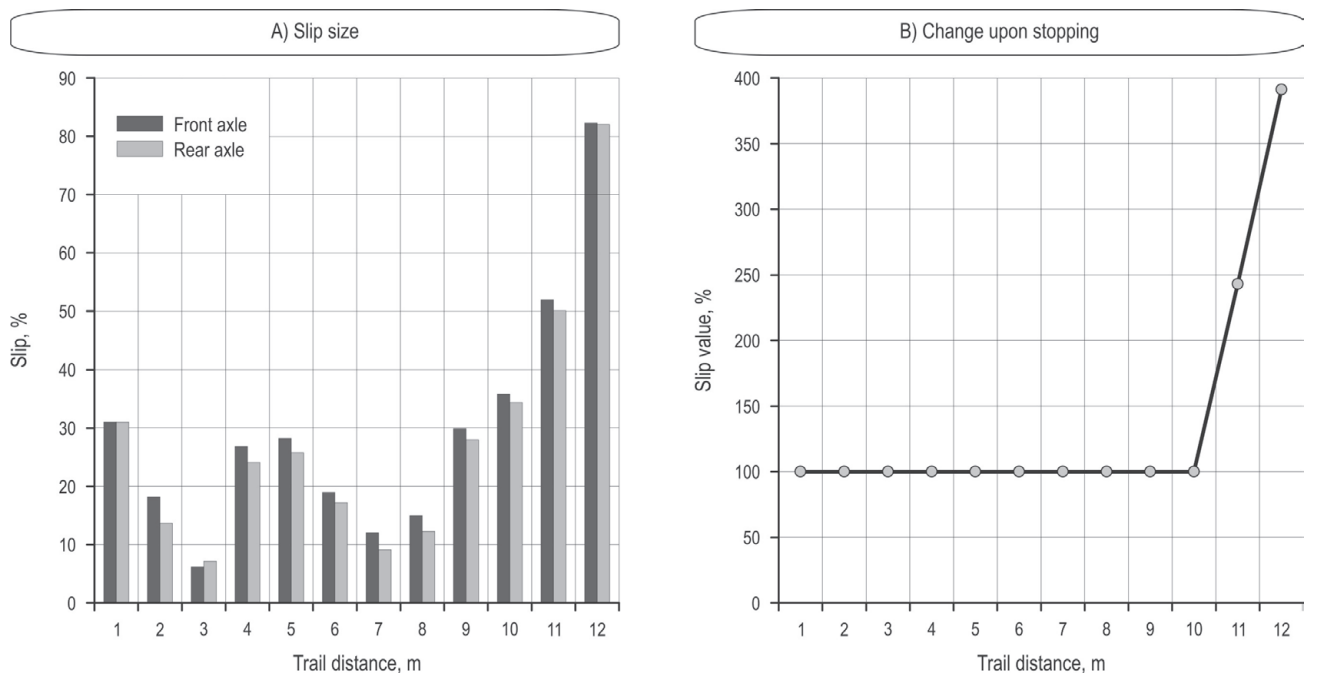 A) Slip size
90
80
70
60
50
40
30
20
10
0
Slip, %
Front axle
Rear axle
1 2 3 4 5 6 7 8 9 10 11 12
Trail distance, m
B) Change upon stopping
400
350
300
250
200
150
100
50
0
Slip value, %
1 2 3 4 5 6 7 8 9 10 11 12
Trail distance, m